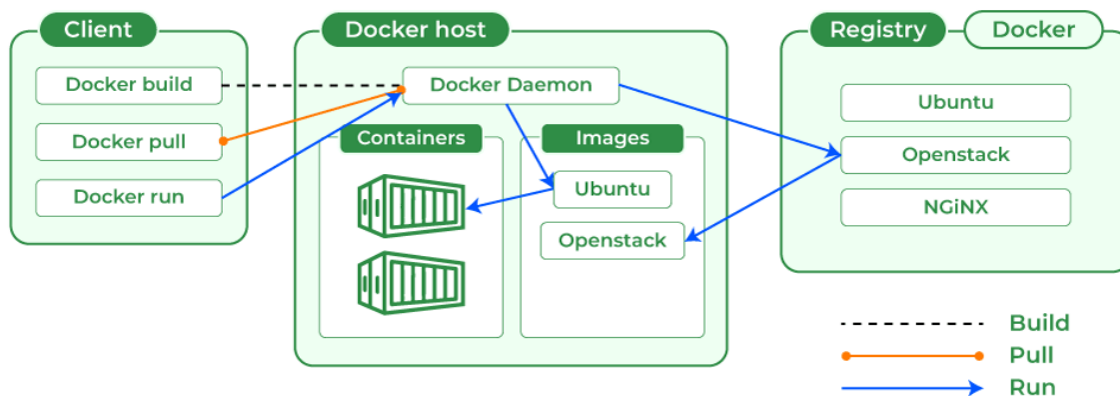 Client
Docker build
Docker pull
Docker run
Docker host
Docker Daemon
Containers
Images
Ubuntu
Openstack
Registry
Docker
Ubuntu
Openstack
NGiNX
Build
Pull
Run